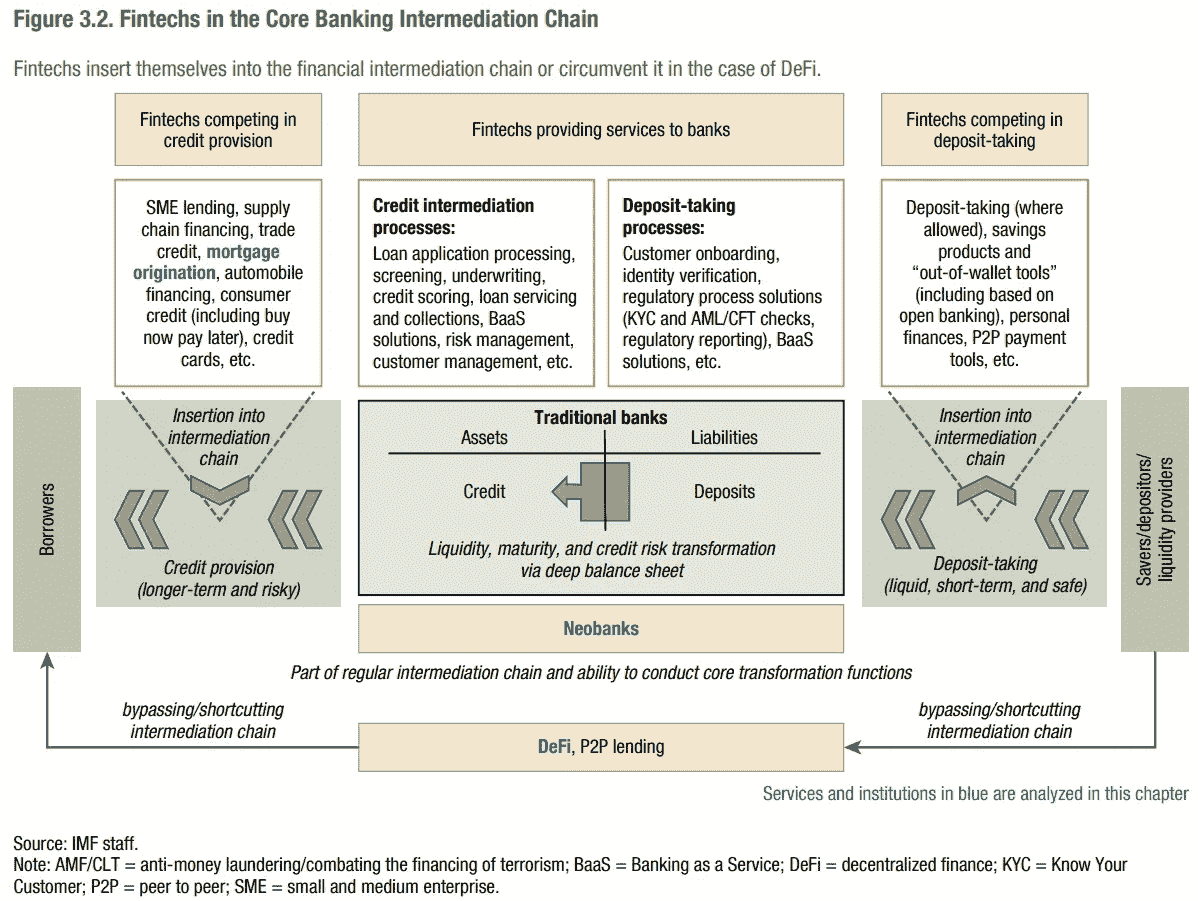 Figure 3.2. Fintechs in the Core Banking Intermediation Chain
Fintechs insert themselves into the financial intermediation chain or circumvent it in the case of DeFi.
Fintechs competing in
credit provision
Fintechs providing services to banks
Fintechs competing in
deposit-taking
SME lending, supply
chain financing, trade
credit, mortgage
origination, automobile
financing, consumer
credit (including buy
now pay later), credit
cards, etc.
Credit intermediation
processes:
Loan application processing,
screening, underwriting,
credit scoring, loan servicing
and collections, BaaS
solutions, risk management,
customer management, etc.
Deposit-taking
processes:
Customer onboarding,
identity verification,
regulatory process solutions
(KYC and AML/CFT checks,
regulatory reporting), BaaS
solutions, etc.
Deposit-taking (where
allowed), savings
products and
“out-of-wallet tools”
(including based on
open banking), personal
finances, P2P payment
tools, etc.
Borrowers
Insertion into
intermediation
chain
Credit provision
(longer-term and risky)
Traditional banks
Assets
Liabilities
Credit
Deposits
Liquidity, maturity, and credit risk transformation
via deep balance sheet
Insertion into
intermediation
chain
Deposit-taking
(liquid, short-term, and safe)
Savers/depositors/
liquidity providers
Neobanks
Part of regular intermediation chain and ability to conduct core transformation functions
bypassing/shortcutting
intermediation chain
DeFi, P2P lending
bypassing/shortcutting
intermediation chain
Services and institutions in blue are analyzed in this chapter
Source: IMF staff.
Note: AMF/CLT = anti-money laundering/combating the financing of terrorism; BaaS = Banking as a Service; DeFi = decentralized finance; KYC = Know Your
Customer; P2P = peer to peer; SME = small and medium enterprise.